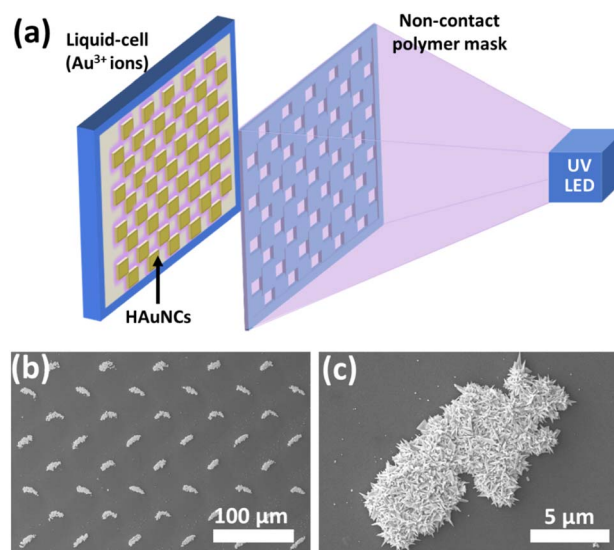 (a)
Liquid-cell
(Au³⁺ ions)
Non-contact
polymer mask
UV
LED
HAuNCs
(b)
100 µm
(c)
5 µm